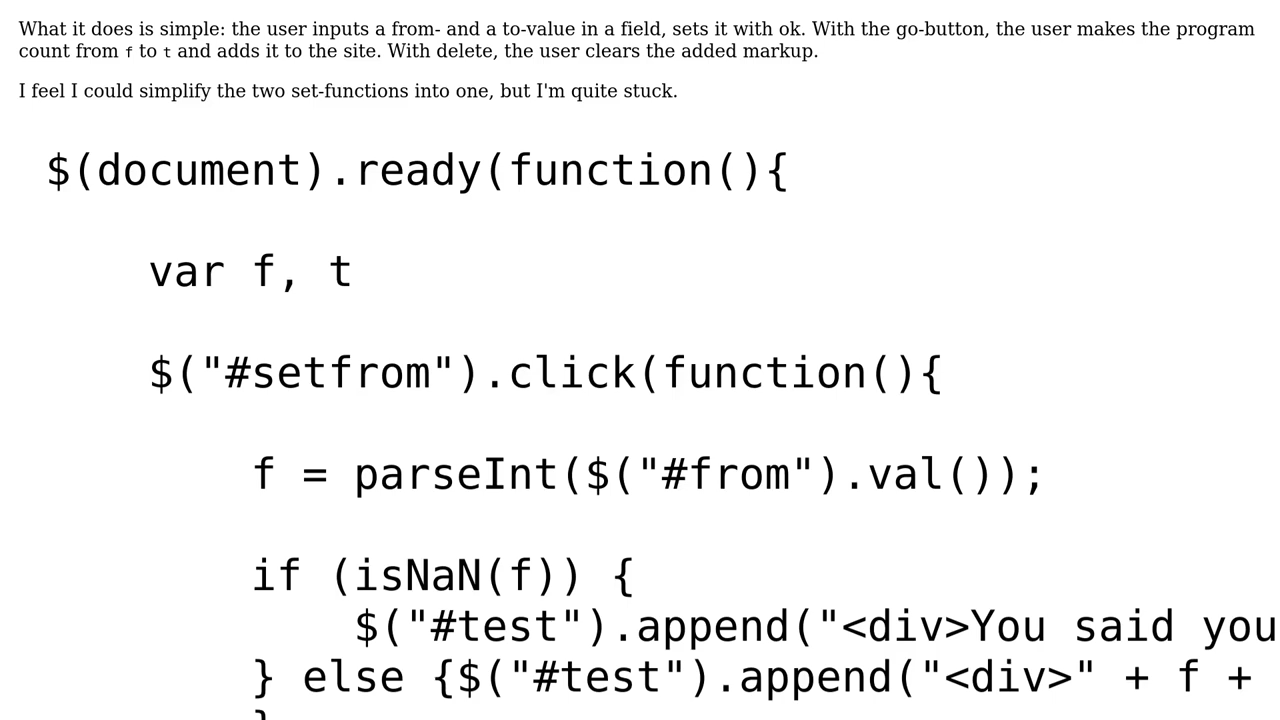 What it does is simple: the user inputs a from- and a to-value in a field, sets it with ok. With the go-button, the user makes the program
count from f to t and adds it to the site. With delete, the user clears the added markup.
I feel I could simplify the two set-functions into one, but I'm quite stuck.
$(document).ready(function(){
var f, t
$("#setfrom").click(function(){
f = parseInt($("#from").val());
if (isNaN(f)) {
$("#test").append("<div>You said you
} else {$("#test").append("<div>" + f +